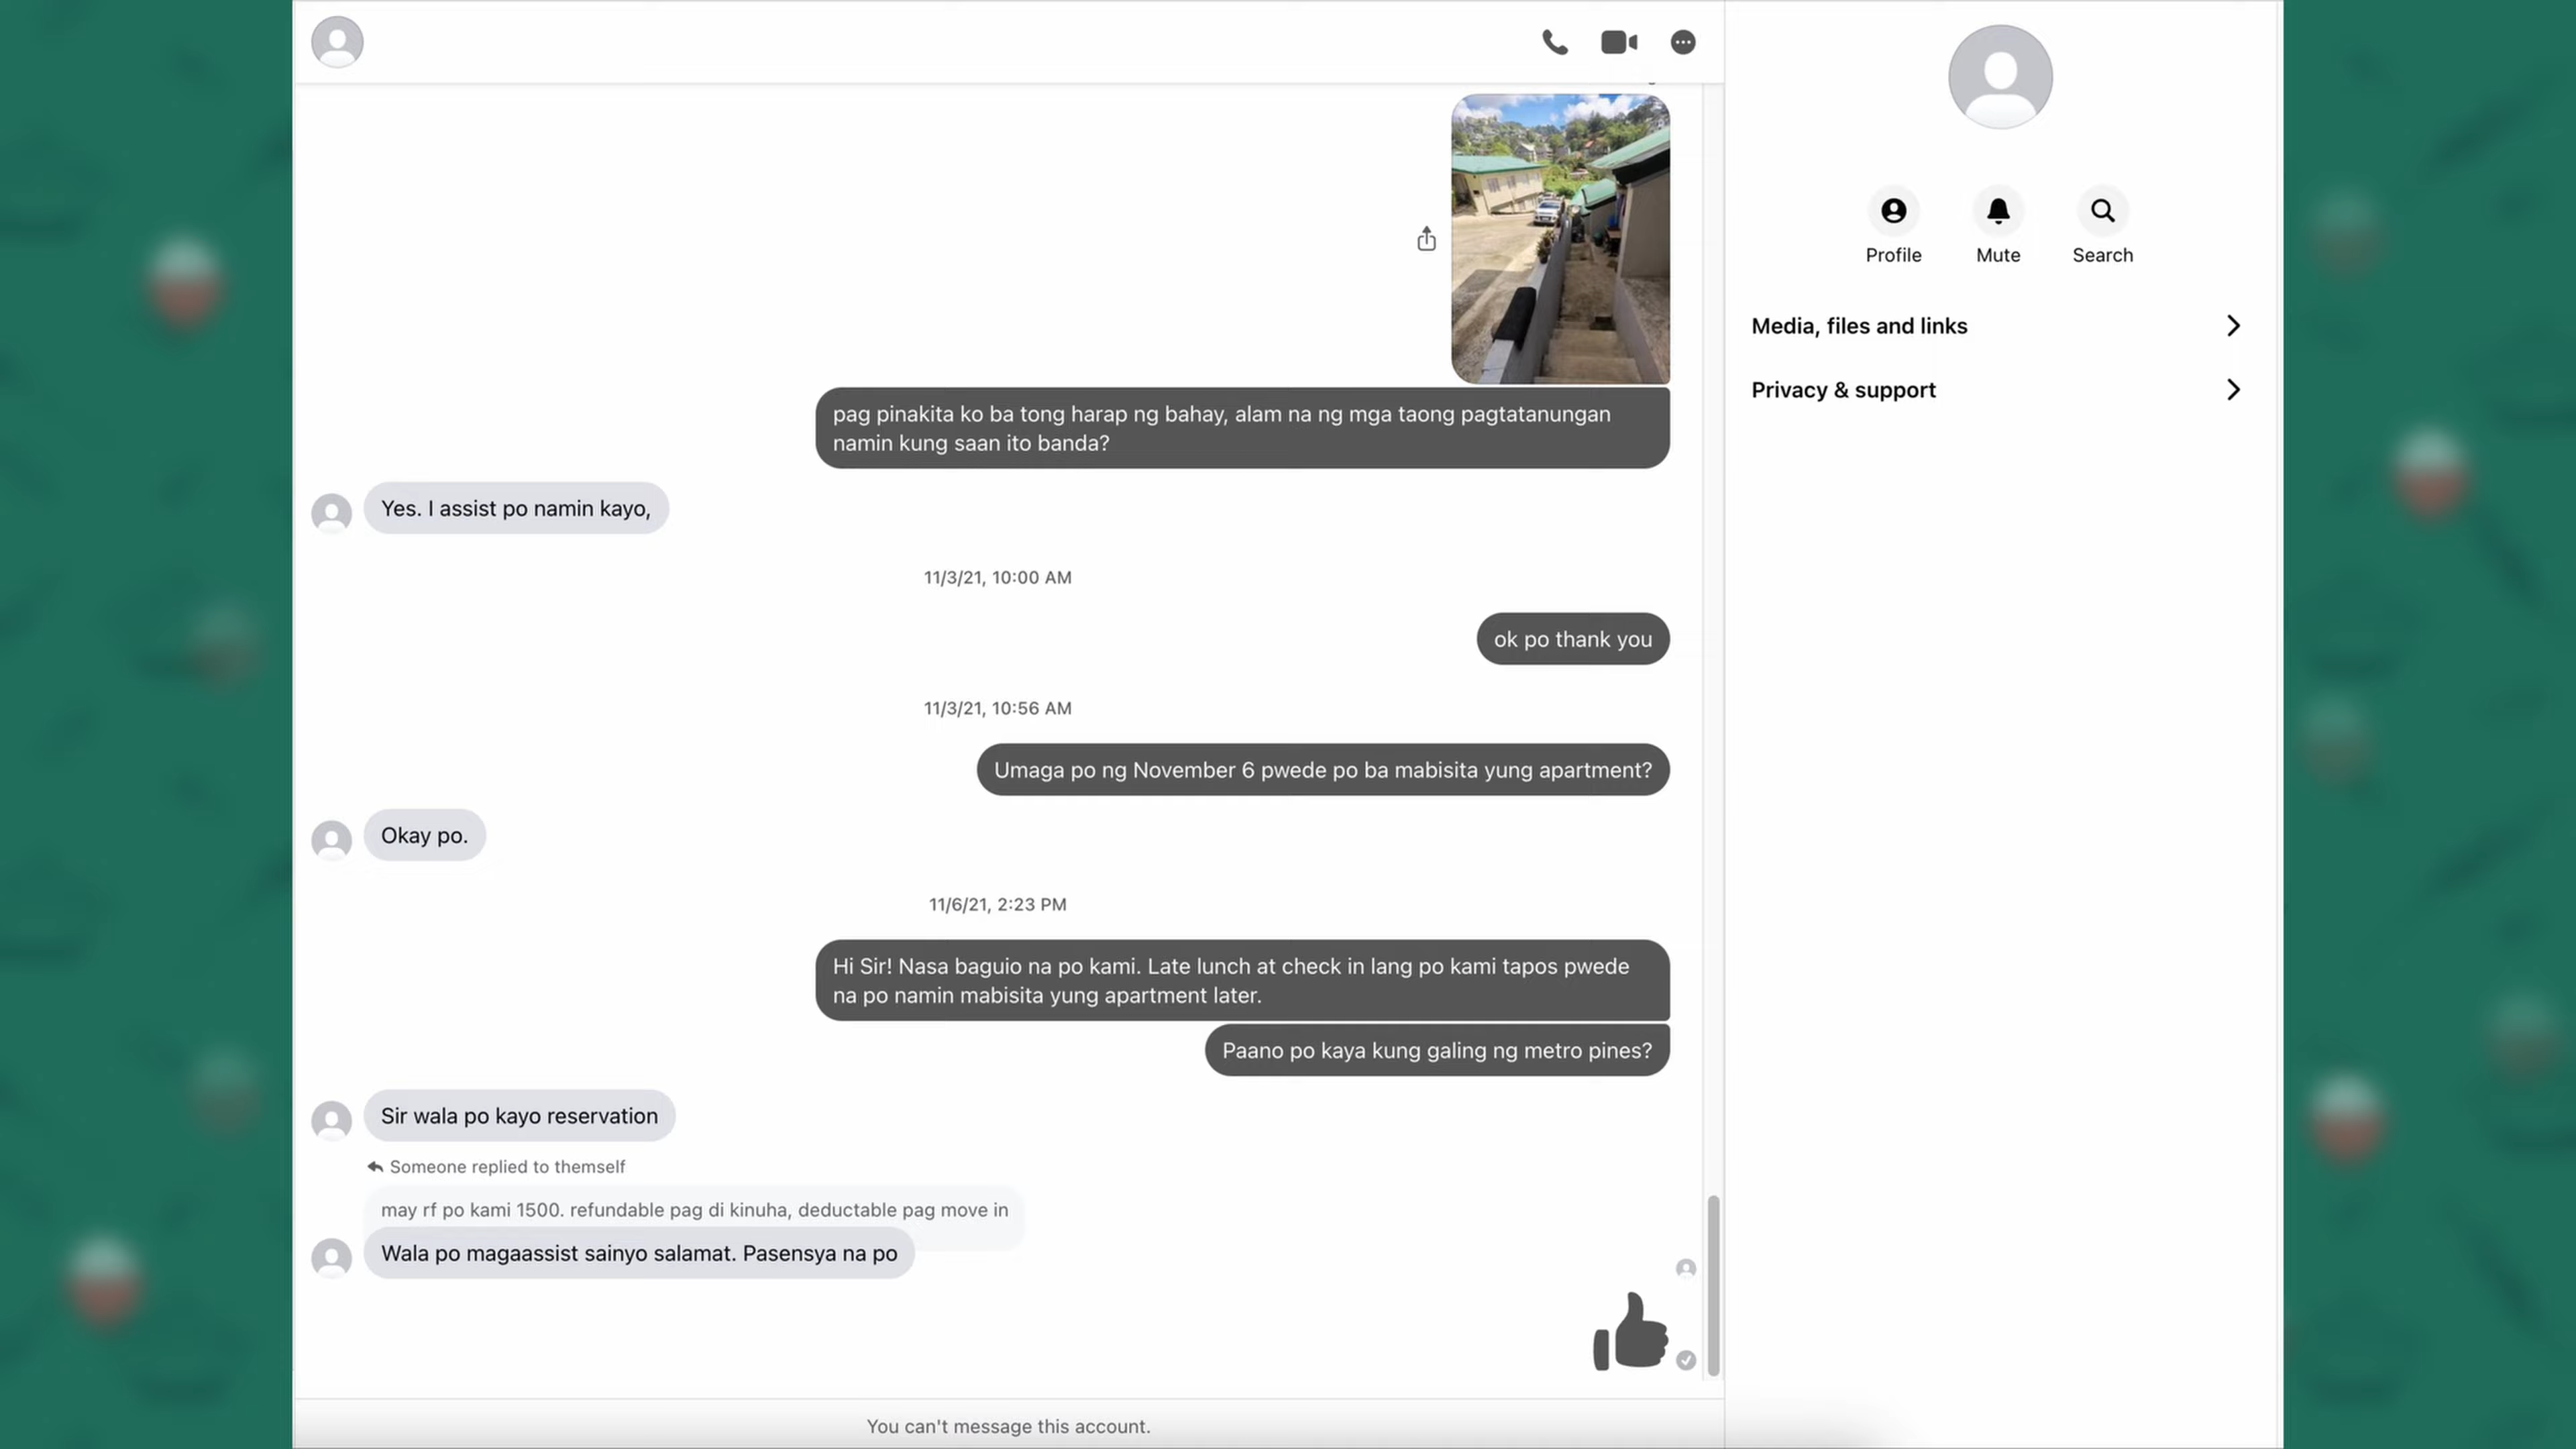 pag pinakita ko ba tong harap ng bahay, alam na ng mga taong pagtatanungan
namin kung saan ito banda?
Yes. I assist po namin kayo,
11/3/21, 10:00 AM
ok po thank you
11/3/21, 10:56 AM
Umaga po ng November 6 pwede po ba mabisita yung apartment?
Okay po.
11/6/21, 2:23 PM
Hi Sir! Nasa baguio na po kami. Late lunch at check in lang po kami tapos pwede
na po namin mabisita yung apartment later.
Paano po kaya kung galing ng metro pines?
Sir wala po kayo reservation
Someone replied to themself
may rf po kami 1500. refundable pag di kinuha, deductable pag move in
Wala po magaassist sainyo salamat. Pasensya na po
You can't message this account.
Profile
Mute
Search
Media, files and links
Privacy & support